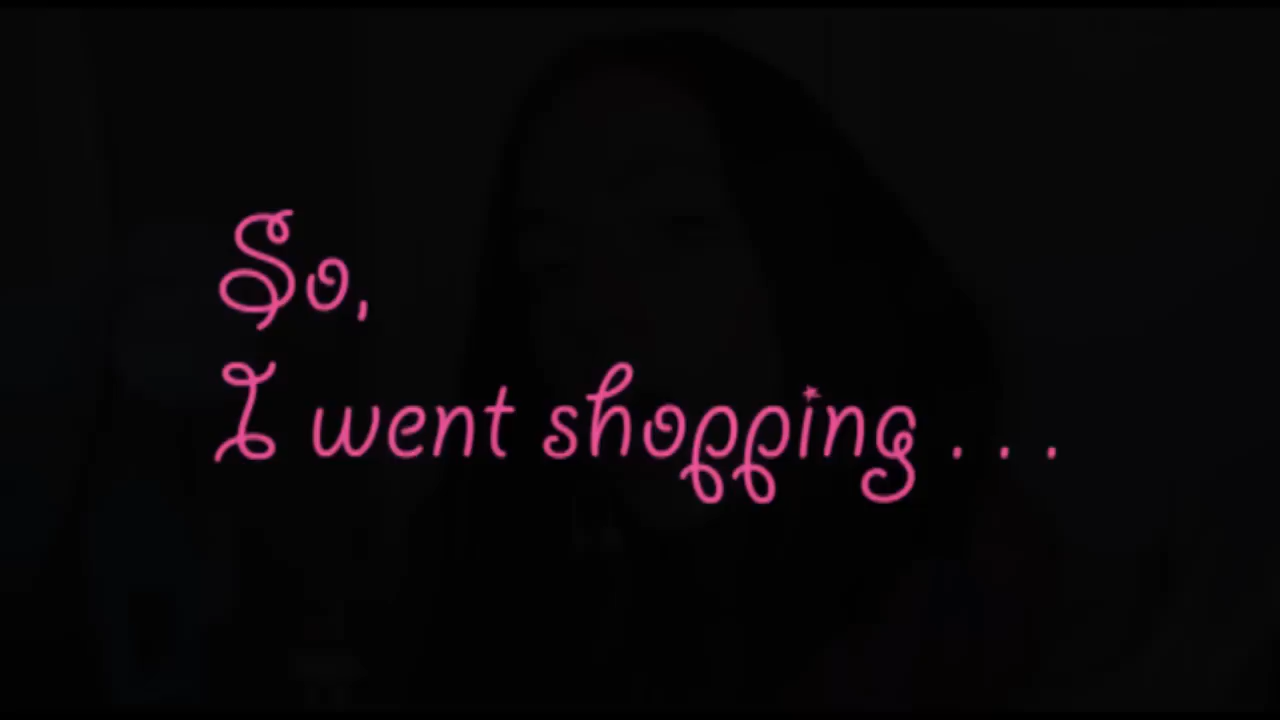 So,
I went shopping . . .